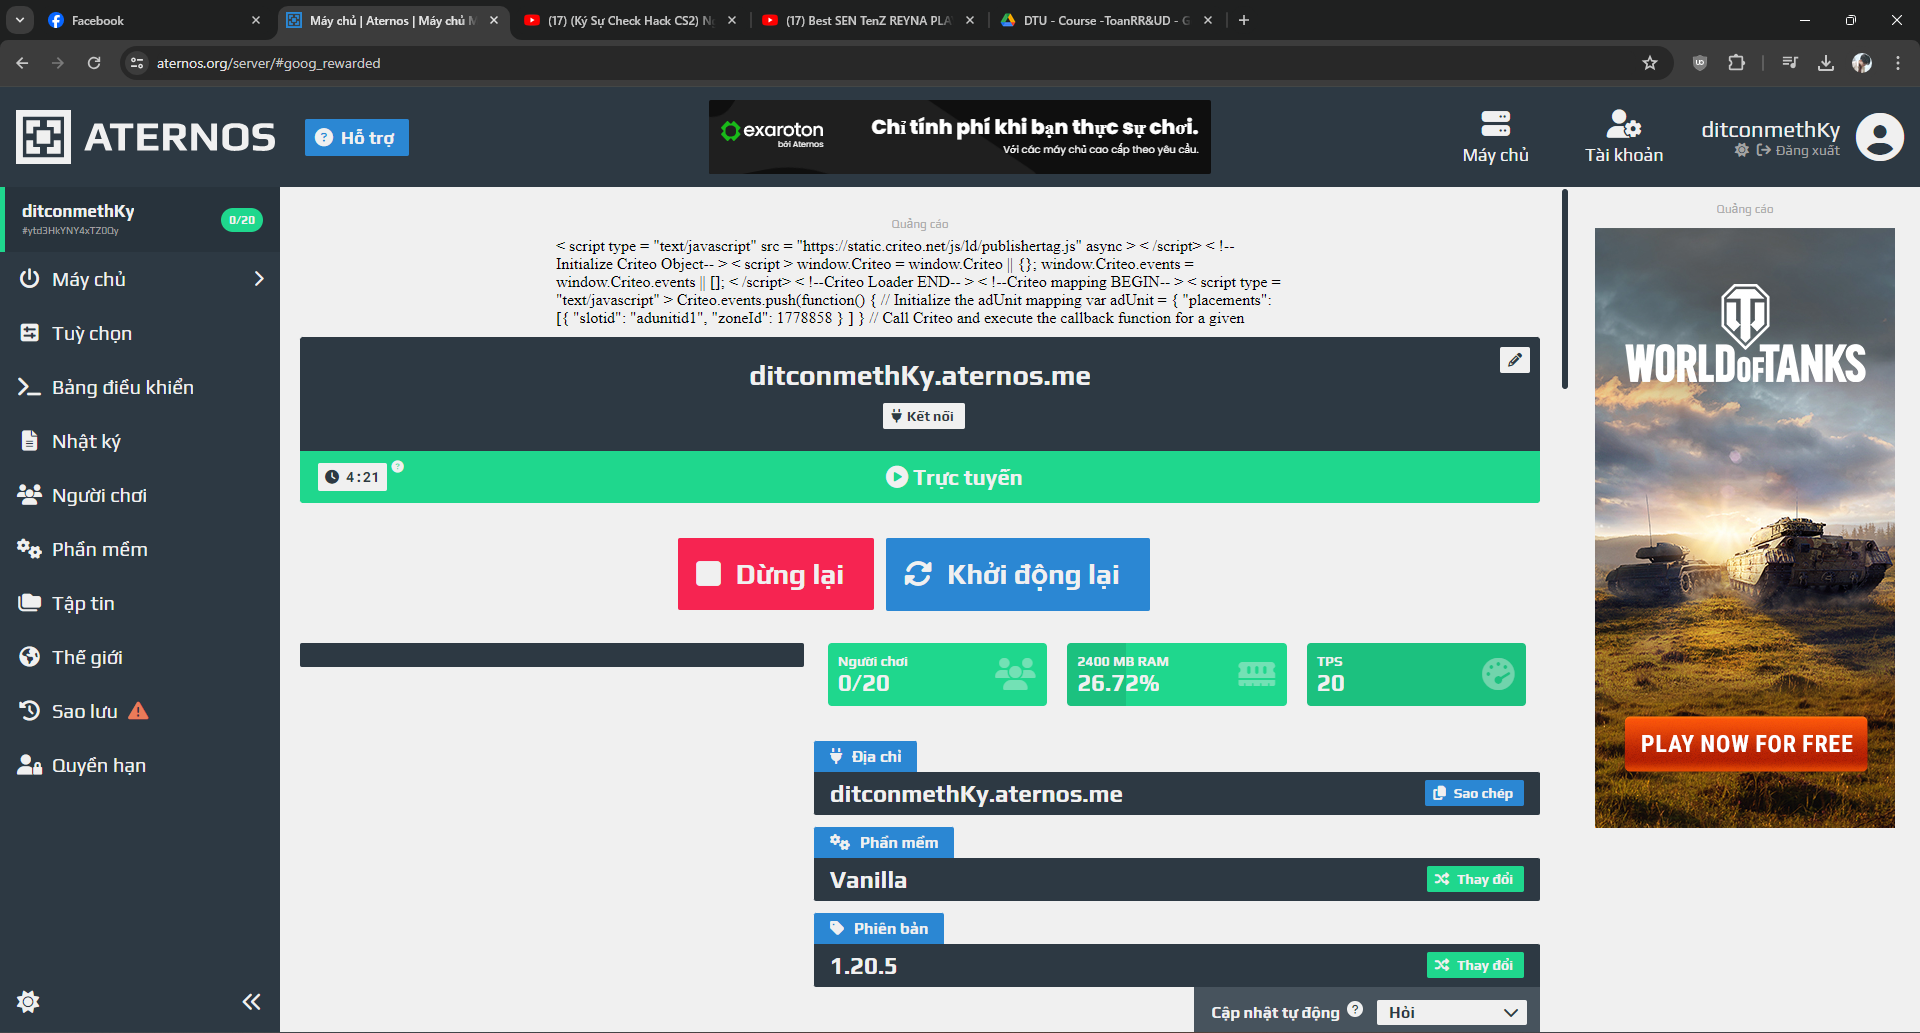 Facebook
Máy chủ | Aternos | Máy chủ M
(17) (Ký Sự Check Hack CS2) N
(17) Best SEN TenZ REYNA PLA
DTU - Course -ToanRR&UD - G
aternos.org/server/#goog_rewarded
ATERNOS
Hỗ trợ
exaroton
bởi Aternos
Chỉ tính phí khi bạn thực sự chơi.
Với các máy chủ cao cấp theo yêu cầu.
Máy chủ
Tài khoản
ditconmethKy
Đăng xuất
ditconmethKy
#ytd3HkYNY4xTZ0Qy
0/20
Máy chủ
Tuỳ chọn
Bảng điều khiển
Nhật ký
Người chơi
Phần mềm
Tập tin
Thế giới
Sao lưu
Quyền hạn
Quảng cáo
< script type = "text/javascript" src = "https://static.criteo.net/js/ld/publishertag.js" async > < /script> < !--
Initialize Criteo Object-- > < script > window.Criteo = window.Criteo || {}; window.Criteo.events =
window.Criteo.events || []; < /script> < !--Criteo Loader END-- > < !--Criteo mapping BEGIN-- > < script type =
"text/javascript" > Criteo.events.push(function() { // Initialize the adUnit mapping var adUnit = { "placements":
[{ "slotid": "adunitid1", "zoneId": 1778858 } ] } // Call Criteo and execute the callback function for a given
ditconmethKy.aternos.me
Kết nối
4:21
?
Trực tuyến
Dừng lại
Khởi động lại
Người chơi
0/20
2400 MB RAM
26.72%
TPS
20
Địa chỉ
ditconmethKy.aternos.me
Sao chép
Phần mềm
Vanilla
Thay đổi
Phiên bản
1.20.5
Thay đổi
Cập nhật tự động
?
Hỏi
Quảng cáo
WORLD OF TANKS
PLAY NOW FOR FREE